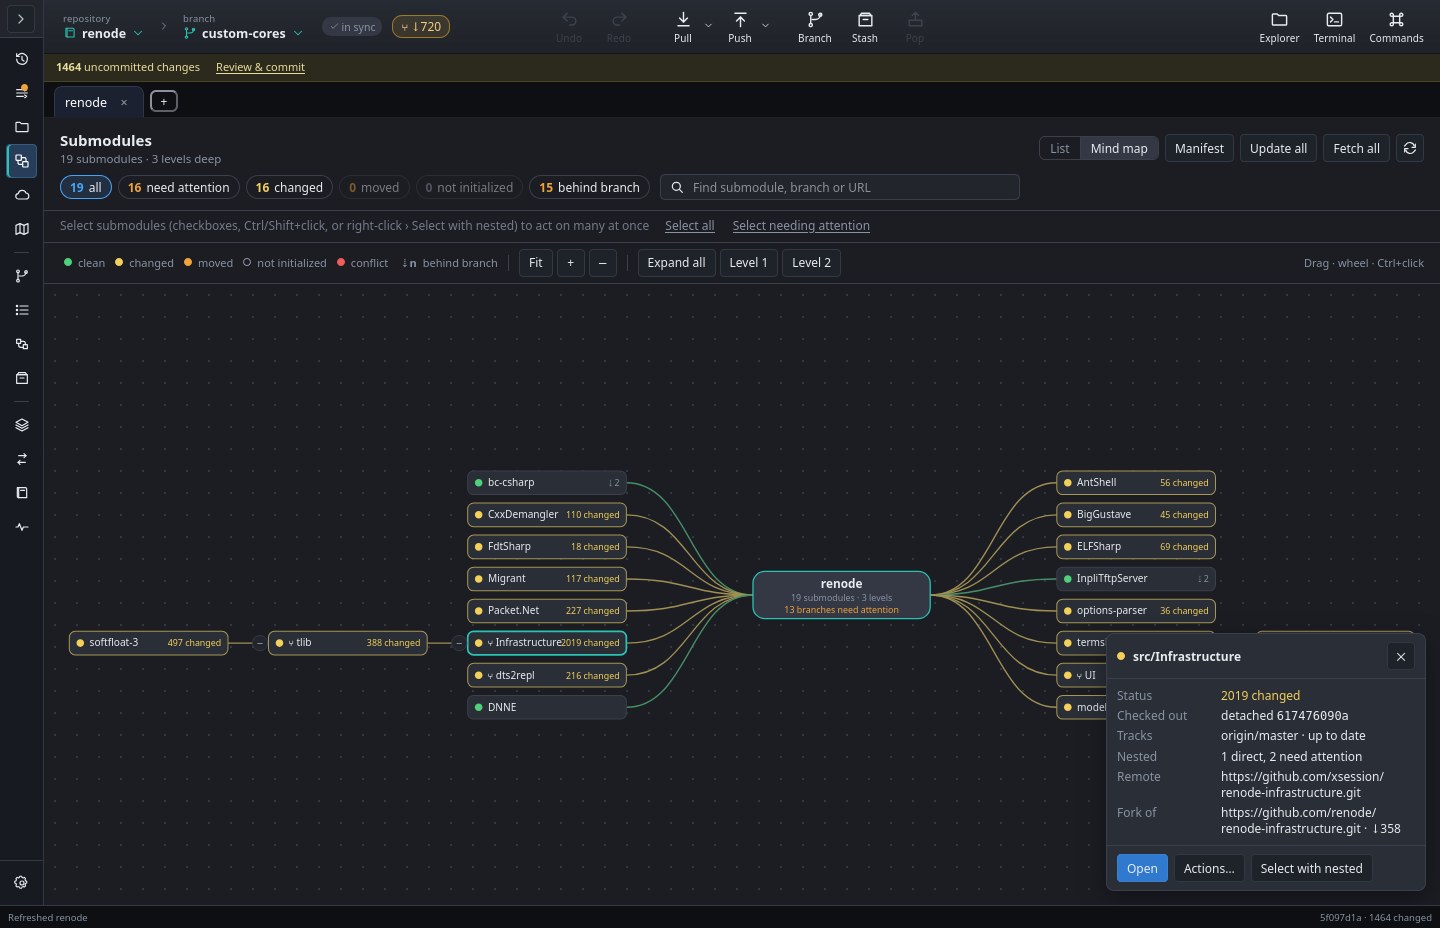 repository
renode
branch
custom-cores
in sync
↓720
Undo
Redo
Pull
Push
Branch
Stash
Pop
Explorer
Terminal
Commands
1464 uncommitted changes
Review & commit
renode ×
+
Submodules
19 submodules · 3 levels deep
List
Mind map
Manifest
Update all
Fetch all
19 all
16 need attention
16 changed
0 moved
0 not initialized
15 behind branch
Find submodule, branch or URL
Select submodules (checkboxes, Ctrl/Shift+click, or right-click › Select with nested) to act on many at once
Select all
Select needing attention
clean
changed
moved
not initialized
conflict
↓n behind branch
Fit
+
–
Expand all
Level 1
Level 2
Drag · wheel · Ctrl+click
bc-csharp ↓2
CxxDemangler 110 changed
FdtSharp 18 changed
Migrant 117 changed
Packet.Net 227 changed
softfloat-3 497 changed
tlib 388 changed
Infrastructure 2019 changed
dts2repl 216 changed
DNNE
renode
19 submodules · 3 levels
13 branches need attention
AntShell 56 changed
BigGustave 45 changed
ELFSharp 69 changed
InpliTftpServer ↓2
options-parser 36 changed
terms
UI
model
src/Infrastructure
Status 2019 changed
Checked out detached 617476090a
Tracks origin/master · up to date
Nested 1 direct, 2 need attention
Remote https://github.com/xsession/
renode-infrastructure.git
Fork of https://github.com/renode/
renode-infrastructure.git · ↓358
Open
Actions...
Select with nested
Refreshed renode
5f097d1a · 1464 changed